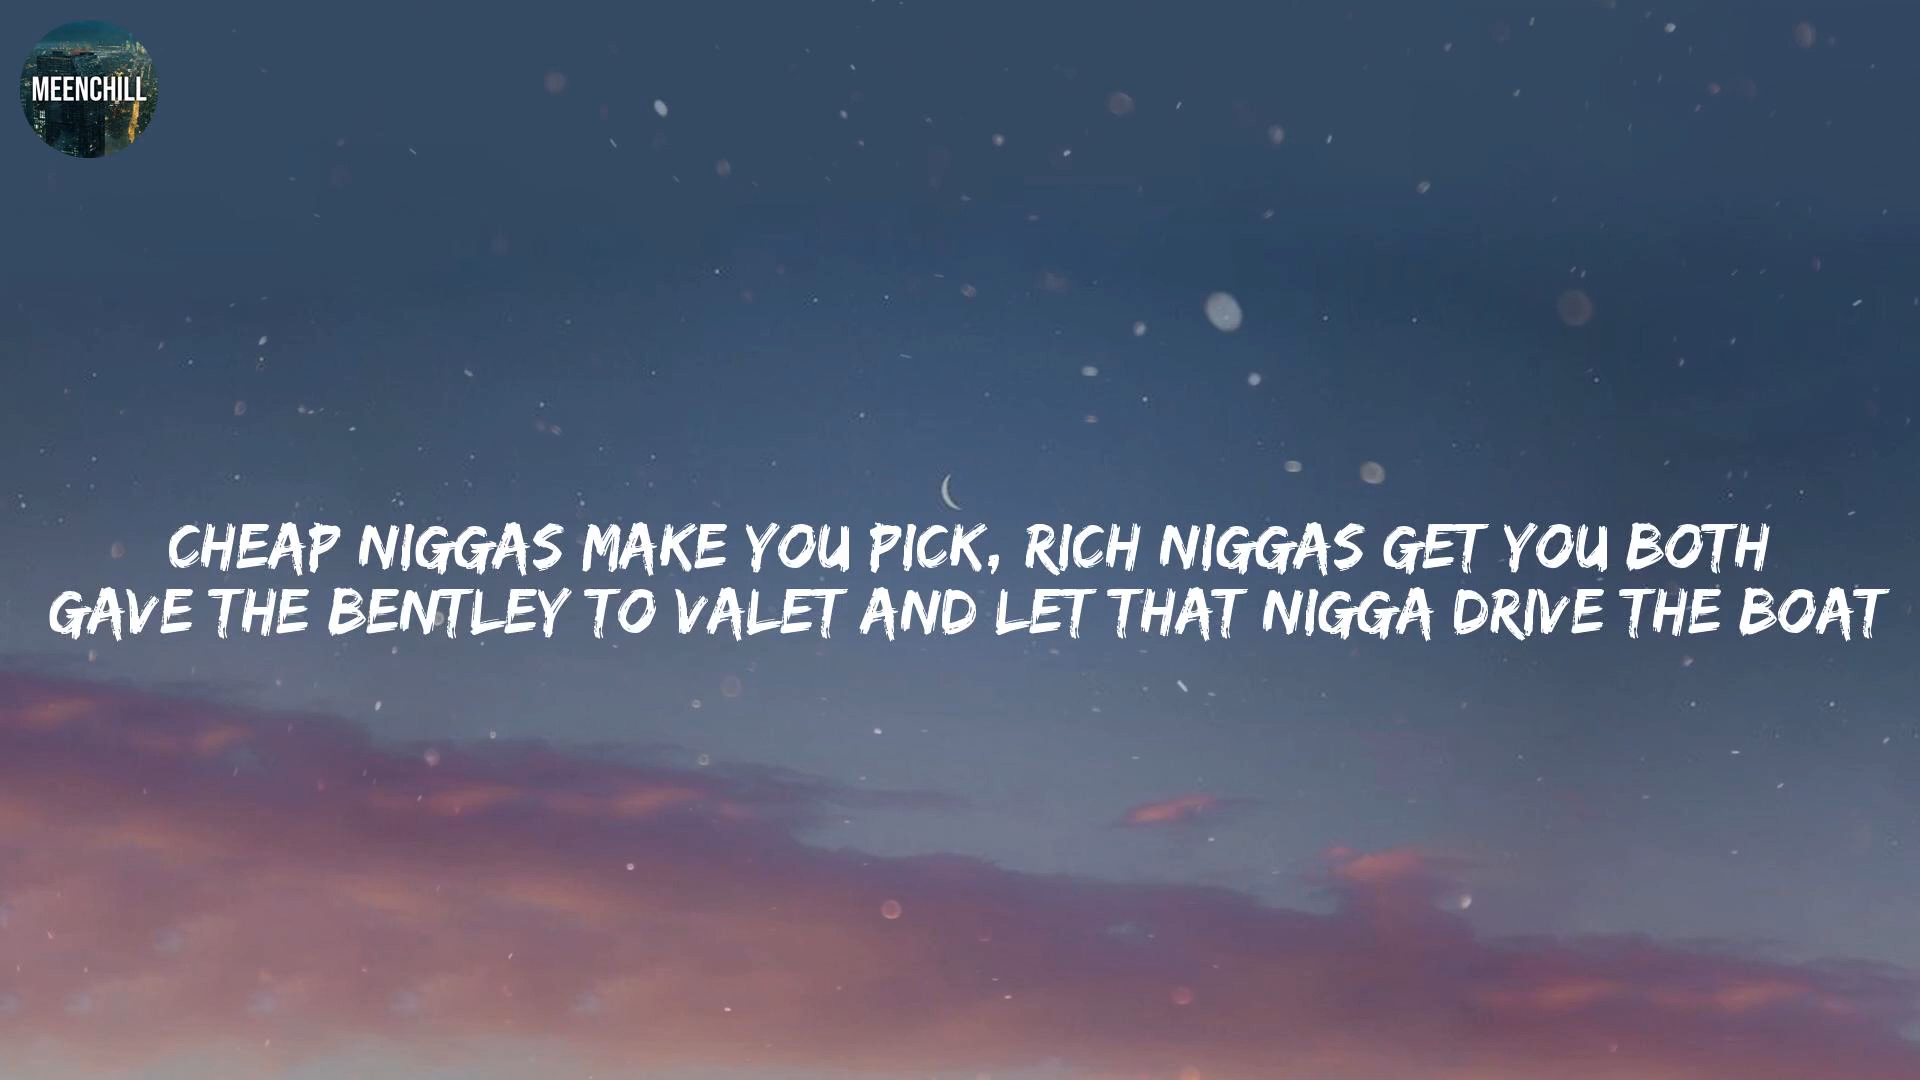 MEENCHILL
CHEAP NIGGAS MAKE YOU PICK, RICH NIGGAS GET YOU BOTH
GAVE THE BENTLEY TO VALET AND LET THAT NIGGA DRIVE THE BOAT